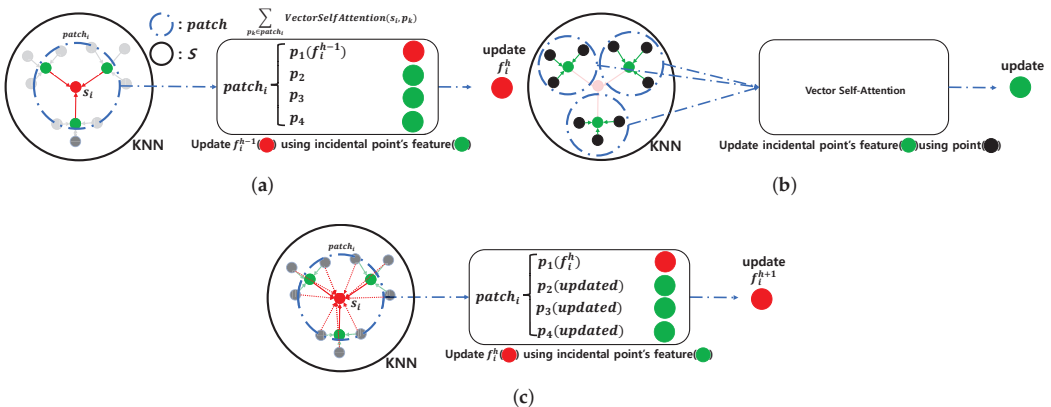 : patch
: S
patch_i
s_i
KNN
∑ VectorSelfAttention(s_i, p_k)
p_k∈patch_i
patch_i
p_1(f_i^{h-1})
p_2
p_3
p_4
Update f_i^{h-1}( ) using incidental point's feature( )
update
f_i^h
(a)
KNN
Vector Self-Attention
Update incidental point's feature( )using point( )
update
(b)
patch_i
s_i
KNN
patch_i
p_1(f_i^h)
p_2(updated)
p_3(updated)
p_4(updated)
Update f_i^h( ) using incidental point's feature( )
update
f_i^{h+1}
(c)